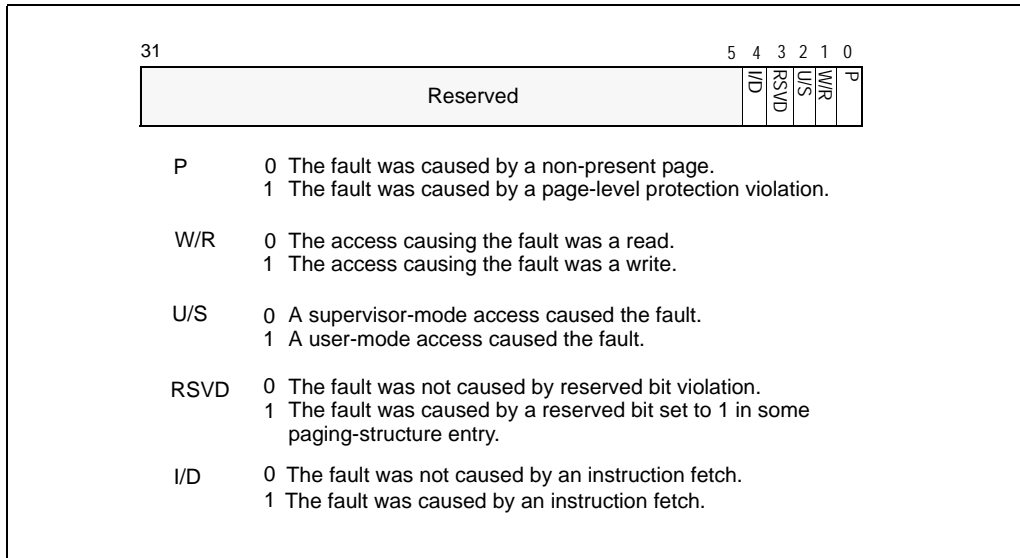 31 5 4 3 2 1 0
Reserved I/D RSVD U/S W/R P
P 0 The fault was caused by a non-present page.
1 The fault was caused by a page-level protection violation.
W/R 0 The access causing the fault was a read.
1 The access causing the fault was a write.
U/S 0 A supervisor-mode access caused the fault.
1 A user-mode access caused the fault.
RSVD 0 The fault was not caused by reserved bit violation.
1 The fault was caused by a reserved bit set to 1 in some
paging-structure entry.
I/D 0 The fault was not caused by an instruction fetch.
1 The fault was caused by an instruction fetch.